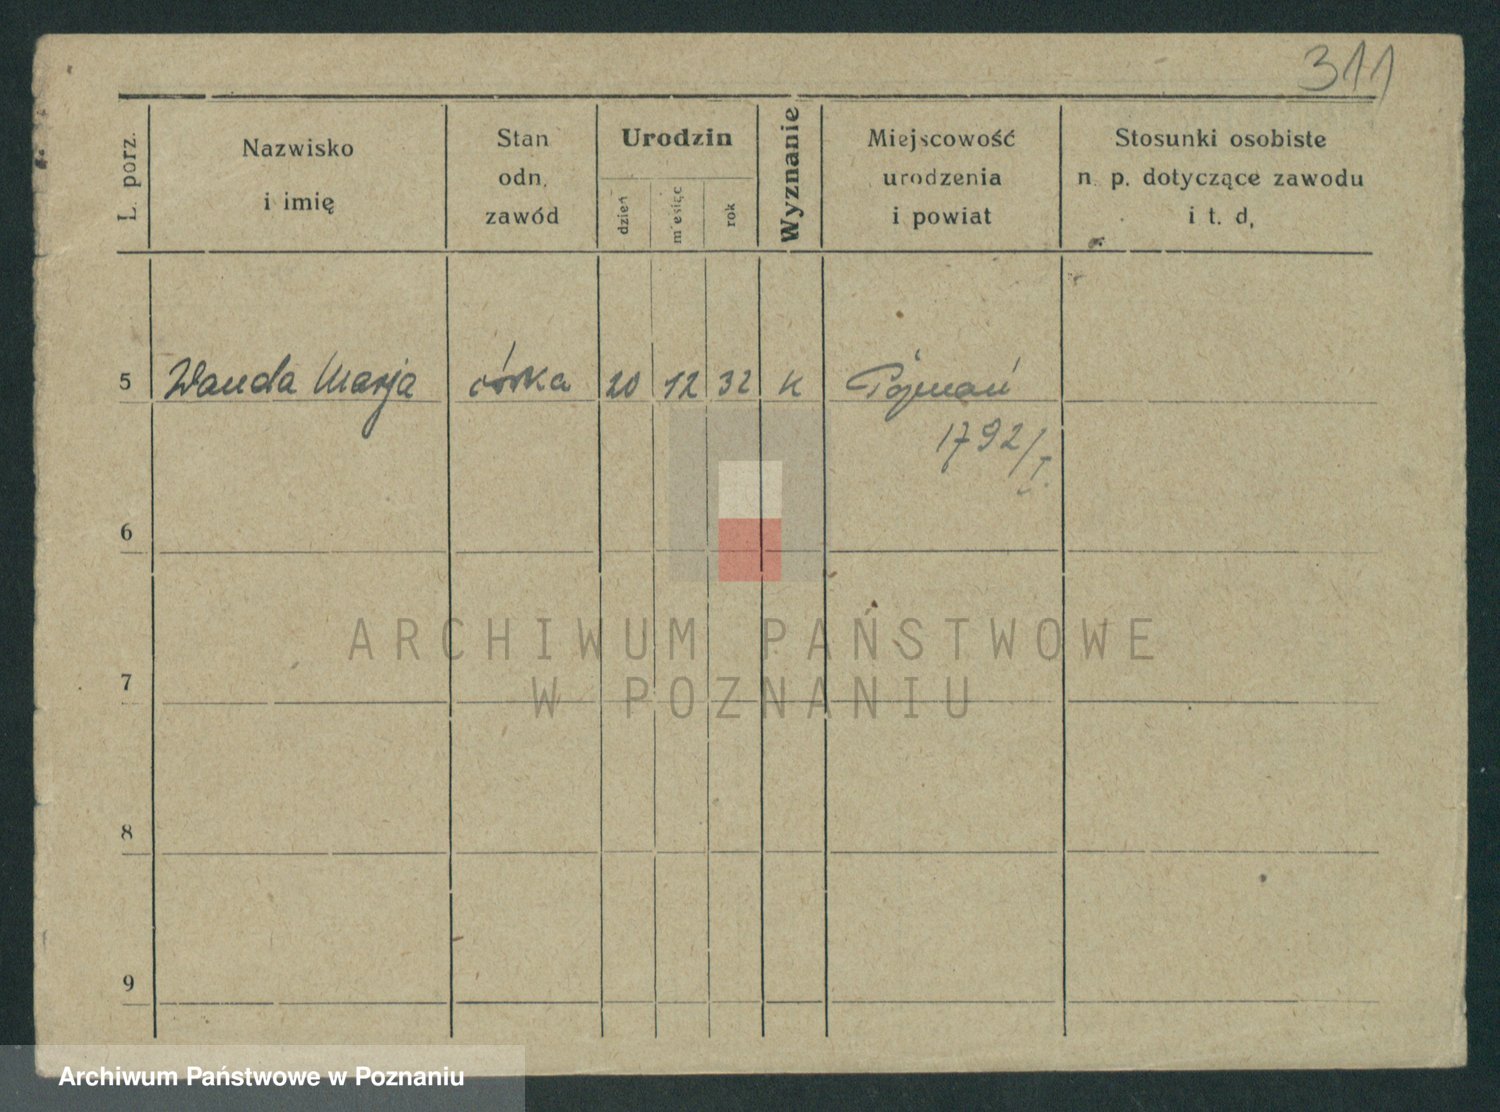 311
L. porz.
Nazwisko
i imię
Stan
odn.
zawód
Urodzin
dzień
miesięc
rok
Wyznanie
Miejscowość
urodzenia
i powiat
Stosunki osobiste
n. p. dotyczące zawodu
i t. d,
5 Wanda Marja córka 20 12 32 k Poznań
1792/I.
6
ARCHIWUM PAŃSTWOWE
7
W POZNANIU
8
9
Archiwum Państwowe w Poznaniu